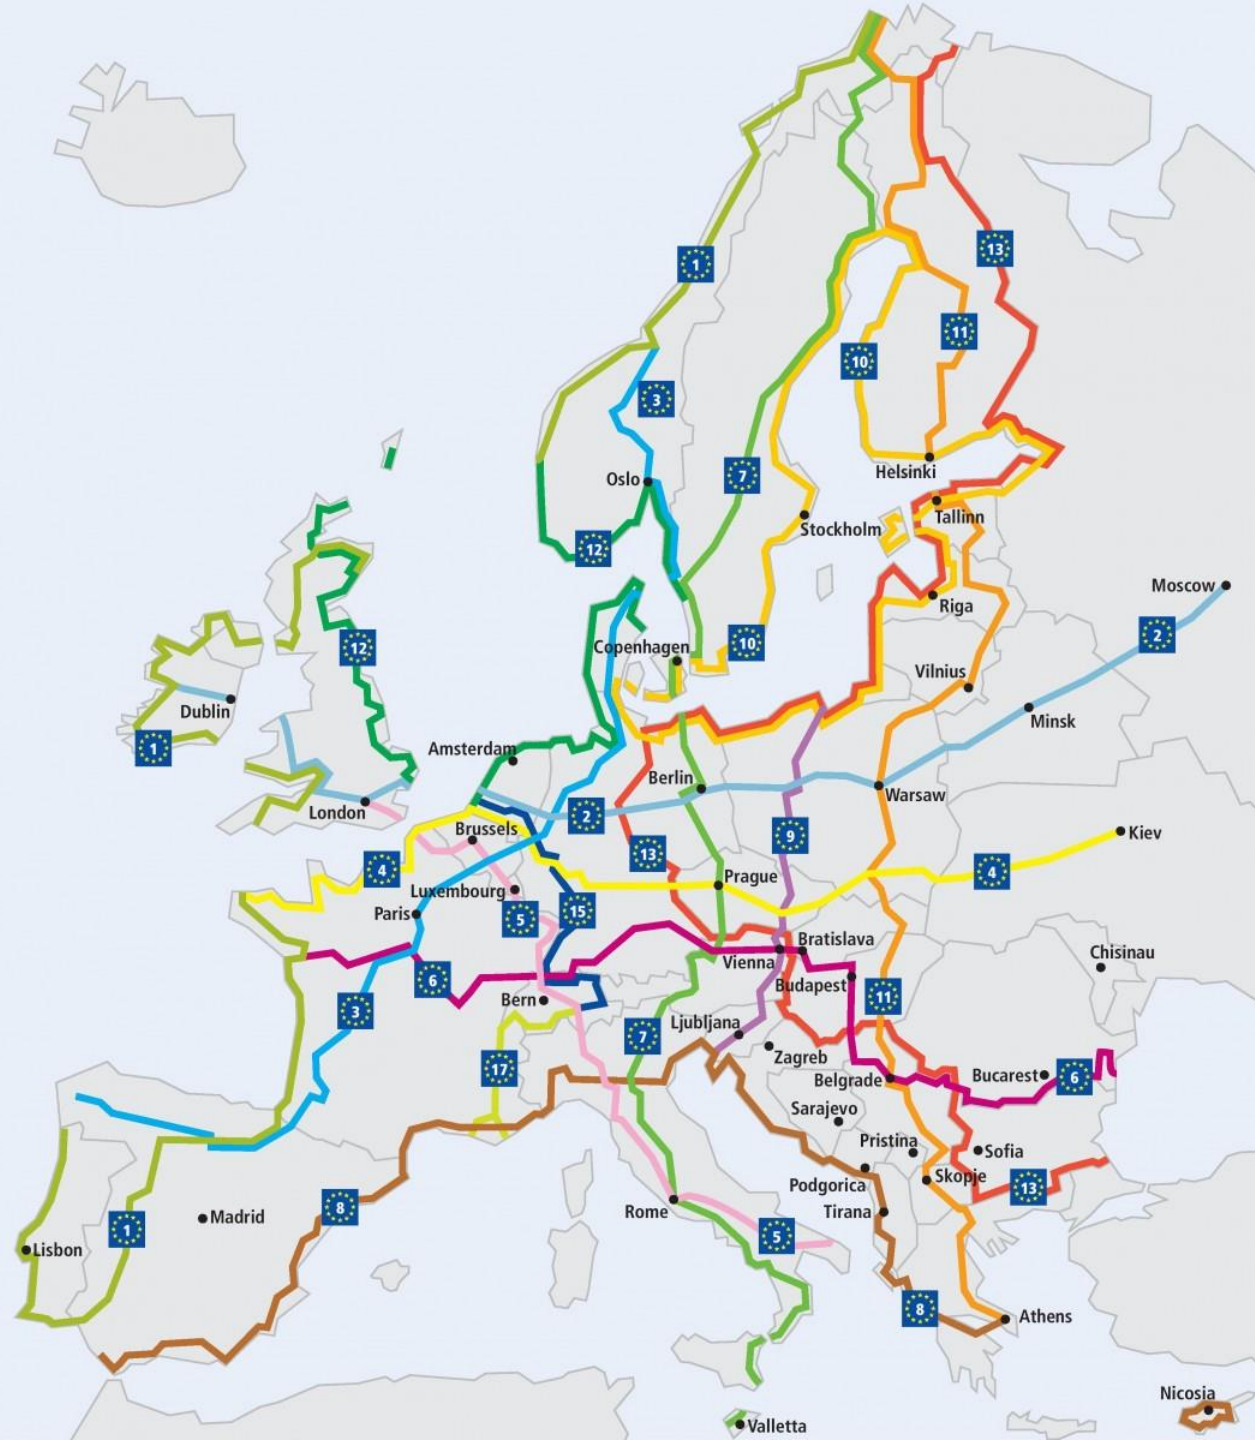 13
1
11
10
3
Helsinki
7
Oslo
Tallinn
Stockholm
12
Moscow
Riga
2
10
12
Copenhagen
Vilnius
Dublin
Minsk
1
Amsterdam
Berlin
Warsaw
London
2
Brussels
9
Kiev
13
4
4
Prague
Luxembourg
15
Paris
5
Bratislava
Chisinau
Vienna
6
Budapest
11
Bern
3
Ljubljana
7
Zagreb
17
Belgrade
Bucarest
6
Sarajevo
Pristina
Sofia
Skopje
Podgorica
13
8
Rome
Tirana
Madrid
1
5
Lisbon
8
Athens
Nicosia
Valletta